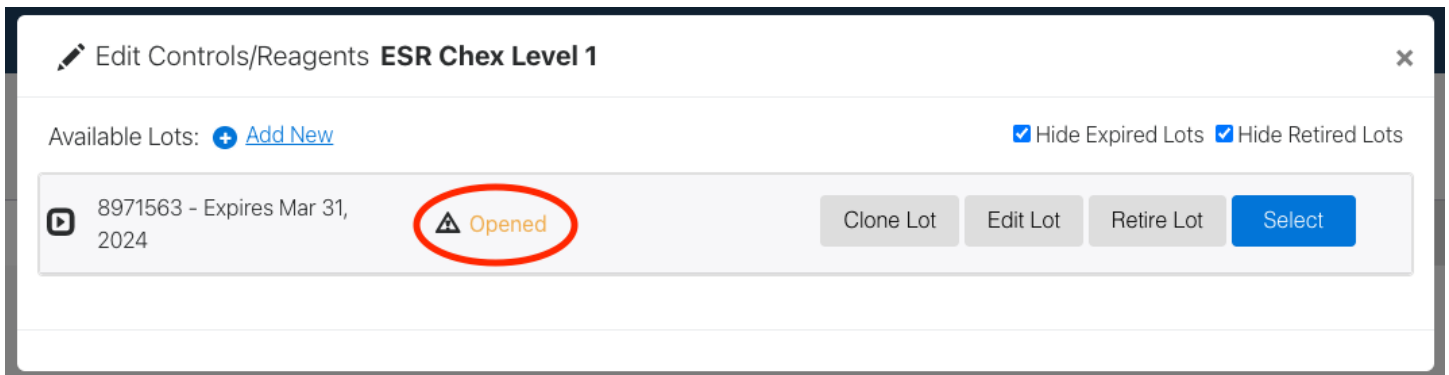 Edit Controls/Reagents ESR Chex Level 1 ×
Available Lots: Add New Hide Expired Lots Hide Retired Lots
8971563 - Expires Mar 31,
2024
Opened
Clone Lot Edit Lot Retire Lot Select